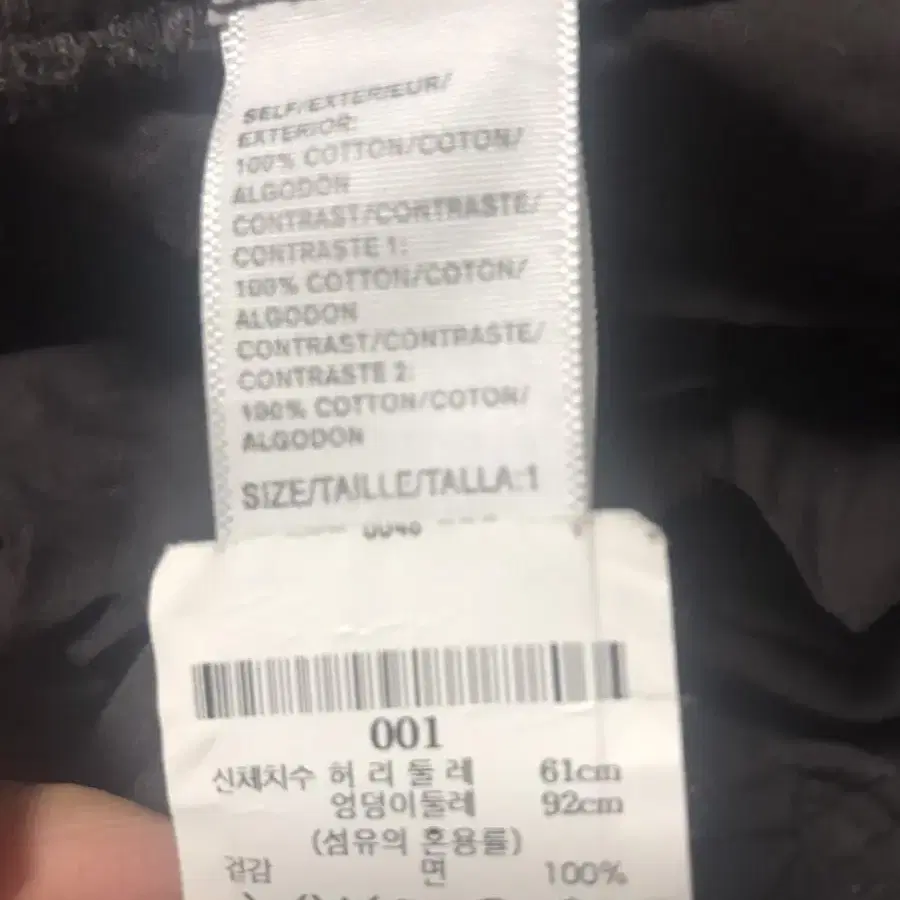 SELF/EXTERIEUR/
EXTERIOR:
100% COTTON/COTON/
ALGODON
CONTRAST/CONTRASTE/
CONTRASTE 1:
100% COTTON/COTON/
ALGODON
CONTRAST/CONTRASTE/
CONTRASTE 2:
100% COTTON/COTON/
ALGODON
SIZE/TAILLE/TALLA:1
001
신체치수 허 리 둘 레 61cm
엉덩이둘레 92cm
(섬유의 혼용률)
겉감 면 100%